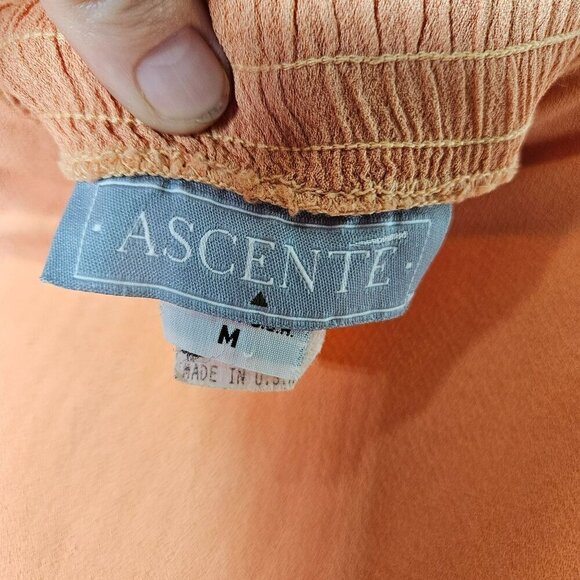 · ASCENTE ·
M
MADE IN U.S.